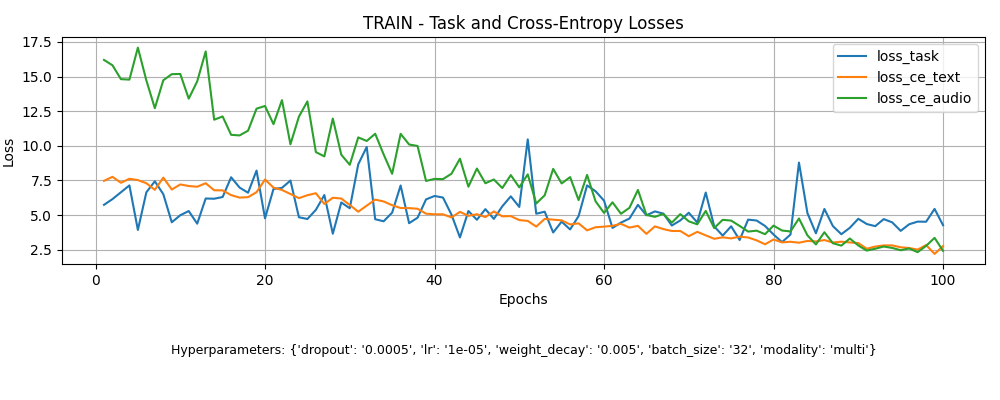 TRAIN - Task and Cross-Entropy Losses
17.5
15.0
12.5
10.0
7.5
5.0
2.5
Loss
loss_task
loss_ce_text
loss_ce_audio
0 20 40 60 80 100
Epochs
Hyperparameters: {'dropout': '0.0005', 'lr': '1e-05', 'weight_decay': '0.005', 'batch_size': '32', 'modality': 'multi'}